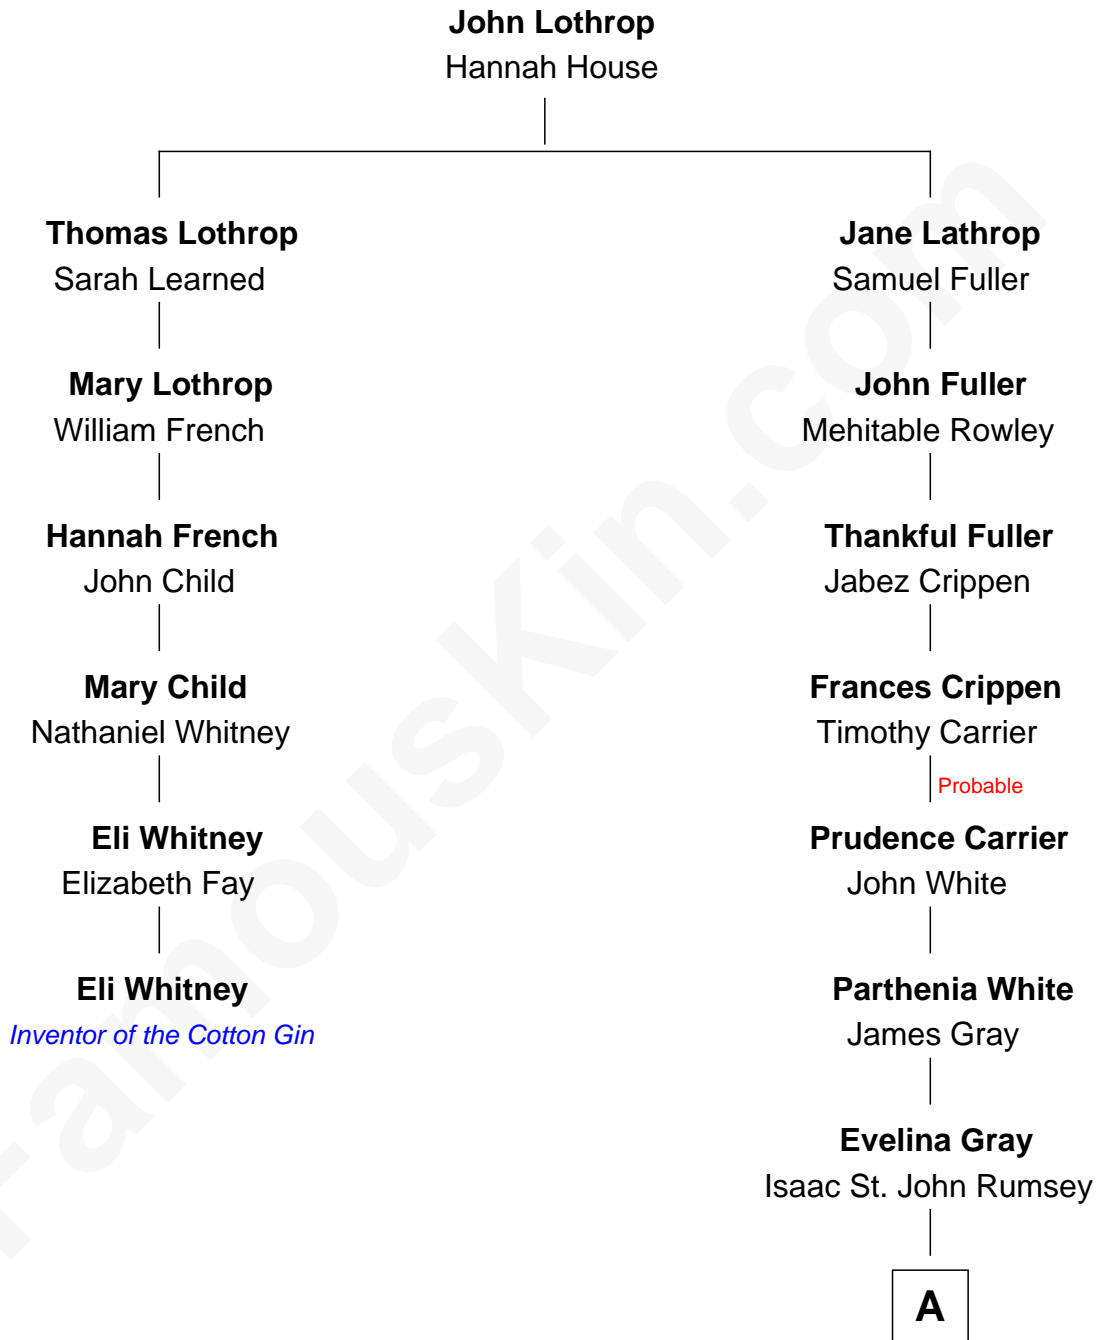 John Lothrop
Hannah House
Thomas Lothrop
Sarah Learned
Jane Lathrop
Samuel Fuller
Mary Lothrop
William French
John Fuller
Mehitable Rowley
Hannah French
John Child
Thankful Fuller
Jabez Crippen
Mary Child
Nathaniel Whitney
Frances Crippen
Timothy Carrier
Probable
Eli Whitney
Elizabeth Fay
Prudence Carrier
John White
Eli Whitney
Inventor of the Cotton Gin
Parthenia White
James Gray
Evelina Gray
Isaac St. John Rumsey
A
FamousKin.com